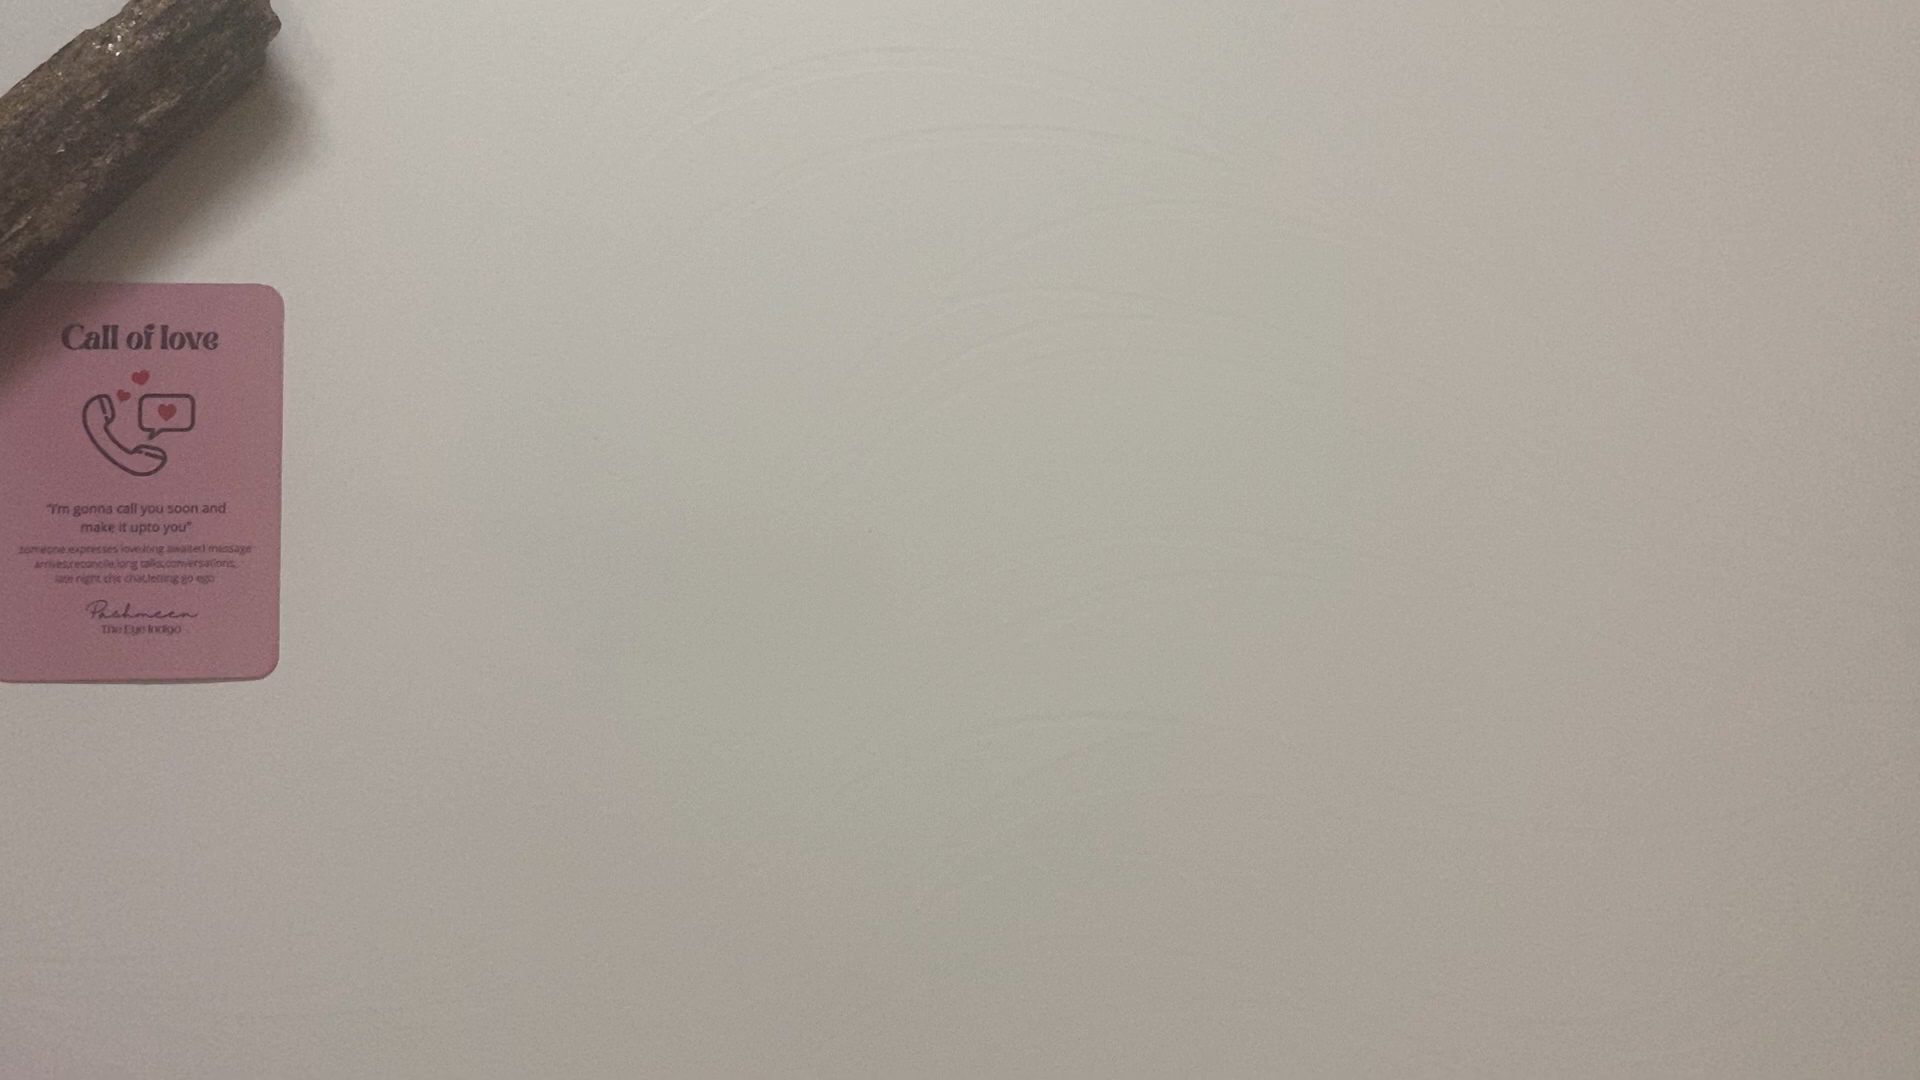 Call of love
"I'm gonna call you soon and
make it upto you"
someone expresses love,long awaited message
arrives,reconcile,long talks,conversations,
late night chit chat,letting go ego
Pashmeen
The Eye Indigo